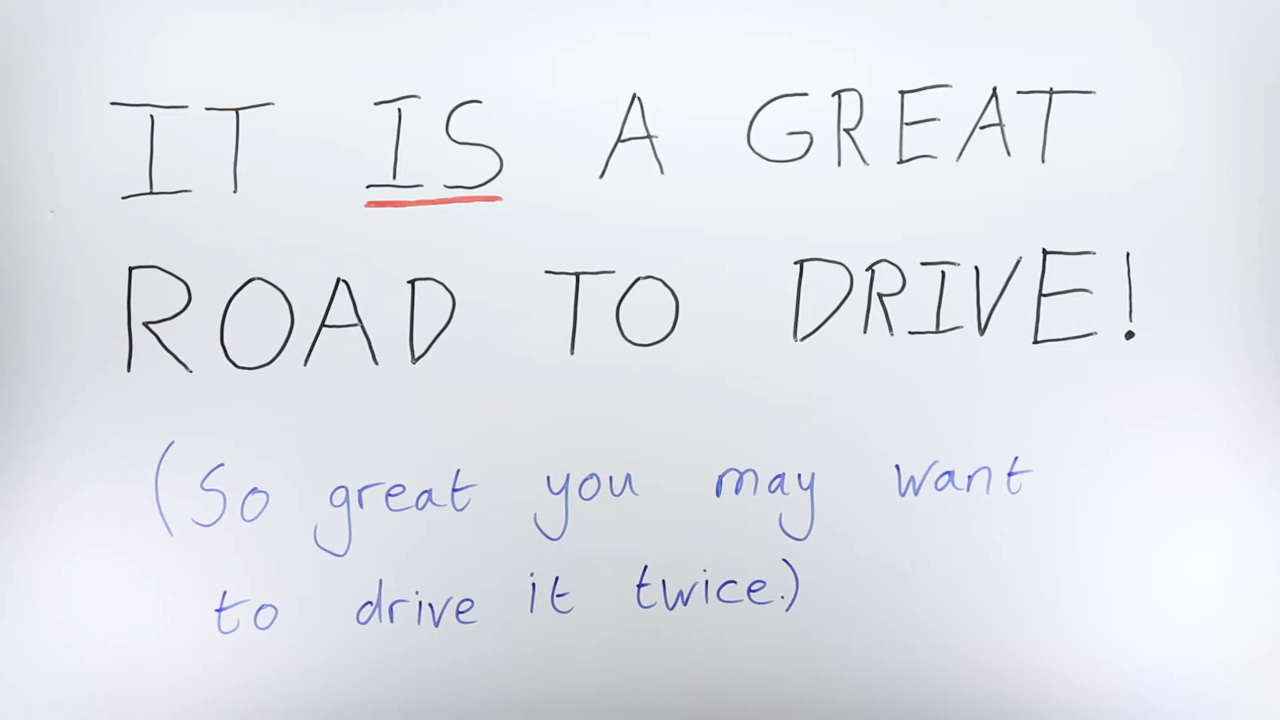 IT IS A GREAT
ROAD TO DRIVE!
(So great you may want
to drive it twice.)